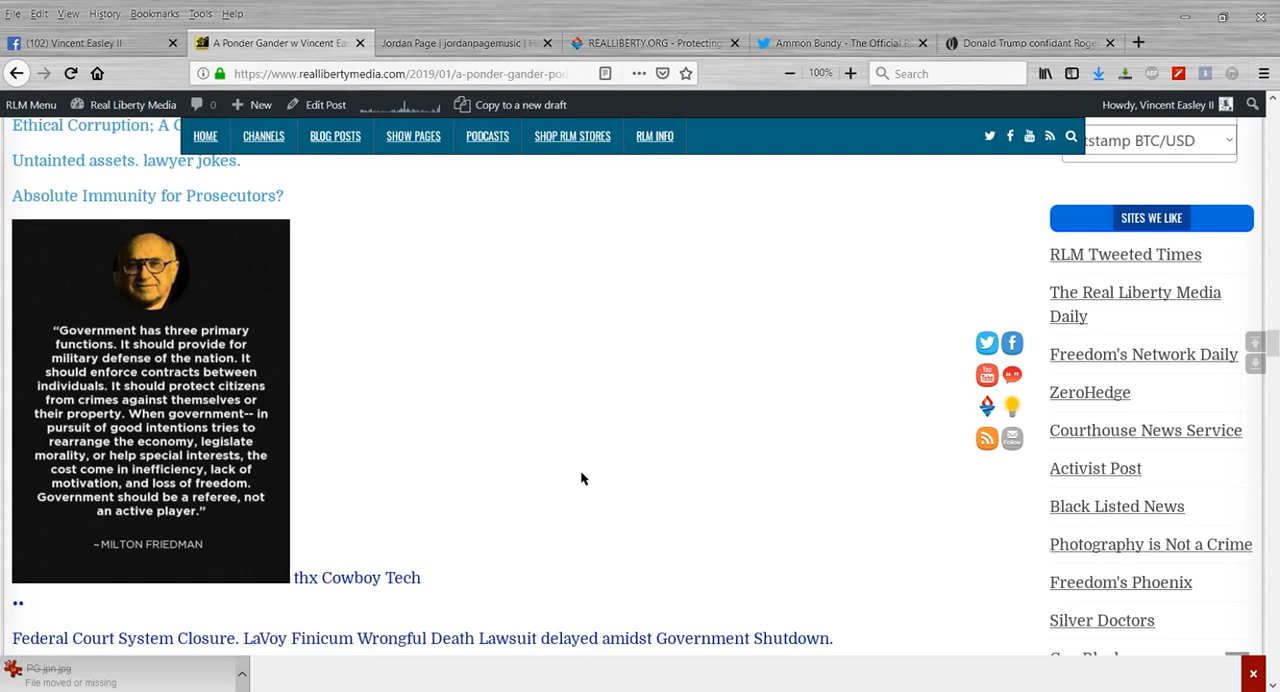 File Edit View History Bookmarks Tools Help
(102) Vincent Easley II
A Ponder Gander w Vincent Ea
Jordan Page | jordanpagemusic | H
REALLIBERTY.ORG - Protecting
Ammon Bundy - The Official Pa
Donald Trump confidant Roge
https://www.reallibertymedia.com/2019/01/a-ponder-gander-pod
100%
Search
RLM Menu Real Liberty Media 0 New Edit Post Copy to a new draft Howdy, Vincent Easley II
Ethical Corruption; A
HOME CHANNELS BLOG POSTS SHOW PAGES PODCASTS SHOP RLM STORES RLM INFO
tstamp BTC/USD
Untainted assets. lawyer jokes.
Absolute Immunity for Prosecutors?
“Government has three primary
functions. It should provide for
military defense of the nation. It
should enforce contracts between
individuals. It should protect citizens
from crimes against themselves or
their property. When government-- in
pursuit of good intentions tries to
rearrange the economy, legislate
morality, or help special interests, the
cost come in inefficiency, lack of
motivation, and loss of freedom.
Government should be a referee, not
an active player.”
~MILTON FRIEDMAN
thx Cowboy Tech
••
Federal Court System Closure. LaVoy Finicum Wrongful Death Lawsuit delayed amidst Government Shutdown.
SITES WE LIKE
RLM Tweeted Times
The Real Liberty Media
Daily
Freedom's Network Daily
ZeroHedge
Courthouse News Service
Activist Post
Black Listed News
Photography is Not a Crime
Freedom's Phoenix
Silver Doctors
You Tube
Follow
PG.jpn.jpg
File moved or missing